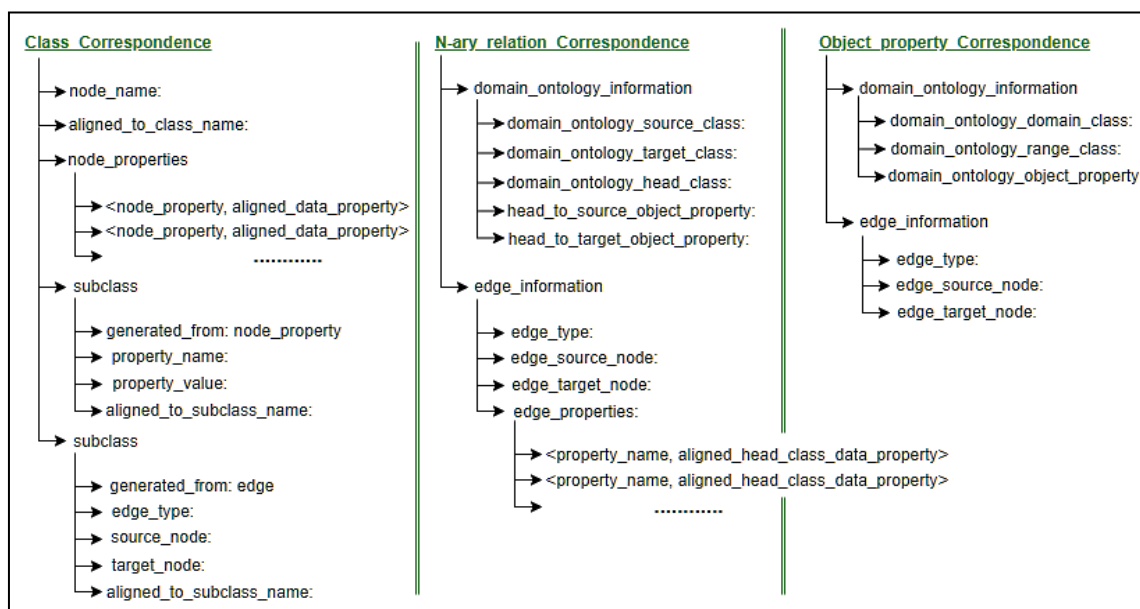 Class_Correspondence
node_name:
aligned_to_class_name:
node_properties
<node_property, aligned_data_property>
<node_property, aligned_data_property>
............
subclass
generated_from: node_property
property_name:
property_value:
aligned_to_subclass_name:
subclass
generated_from: edge
edge_type:
source_node:
target_node:
aligned_to_subclass_name:
N-ary_relation_Correspondence
domain_ontology_information
domain_ontology_source_class:
domain_ontology_target_class:
domain_ontology_head_class:
head_to_source_object_property:
head_to_target_object_property:
edge_information
edge_type:
edge_source_node:
edge_target_node:
edge_properties:
<property_name, aligned_head_class_data_property>
<property_name, aligned_head_class_data_property>
............
Object_property_Correspondence
domain_ontology_information
domain_ontology_domain_class:
domain_ontology_range_class:
domain_ontology_object_property
edge_information
edge_type:
edge_source_node:
edge_target_node: